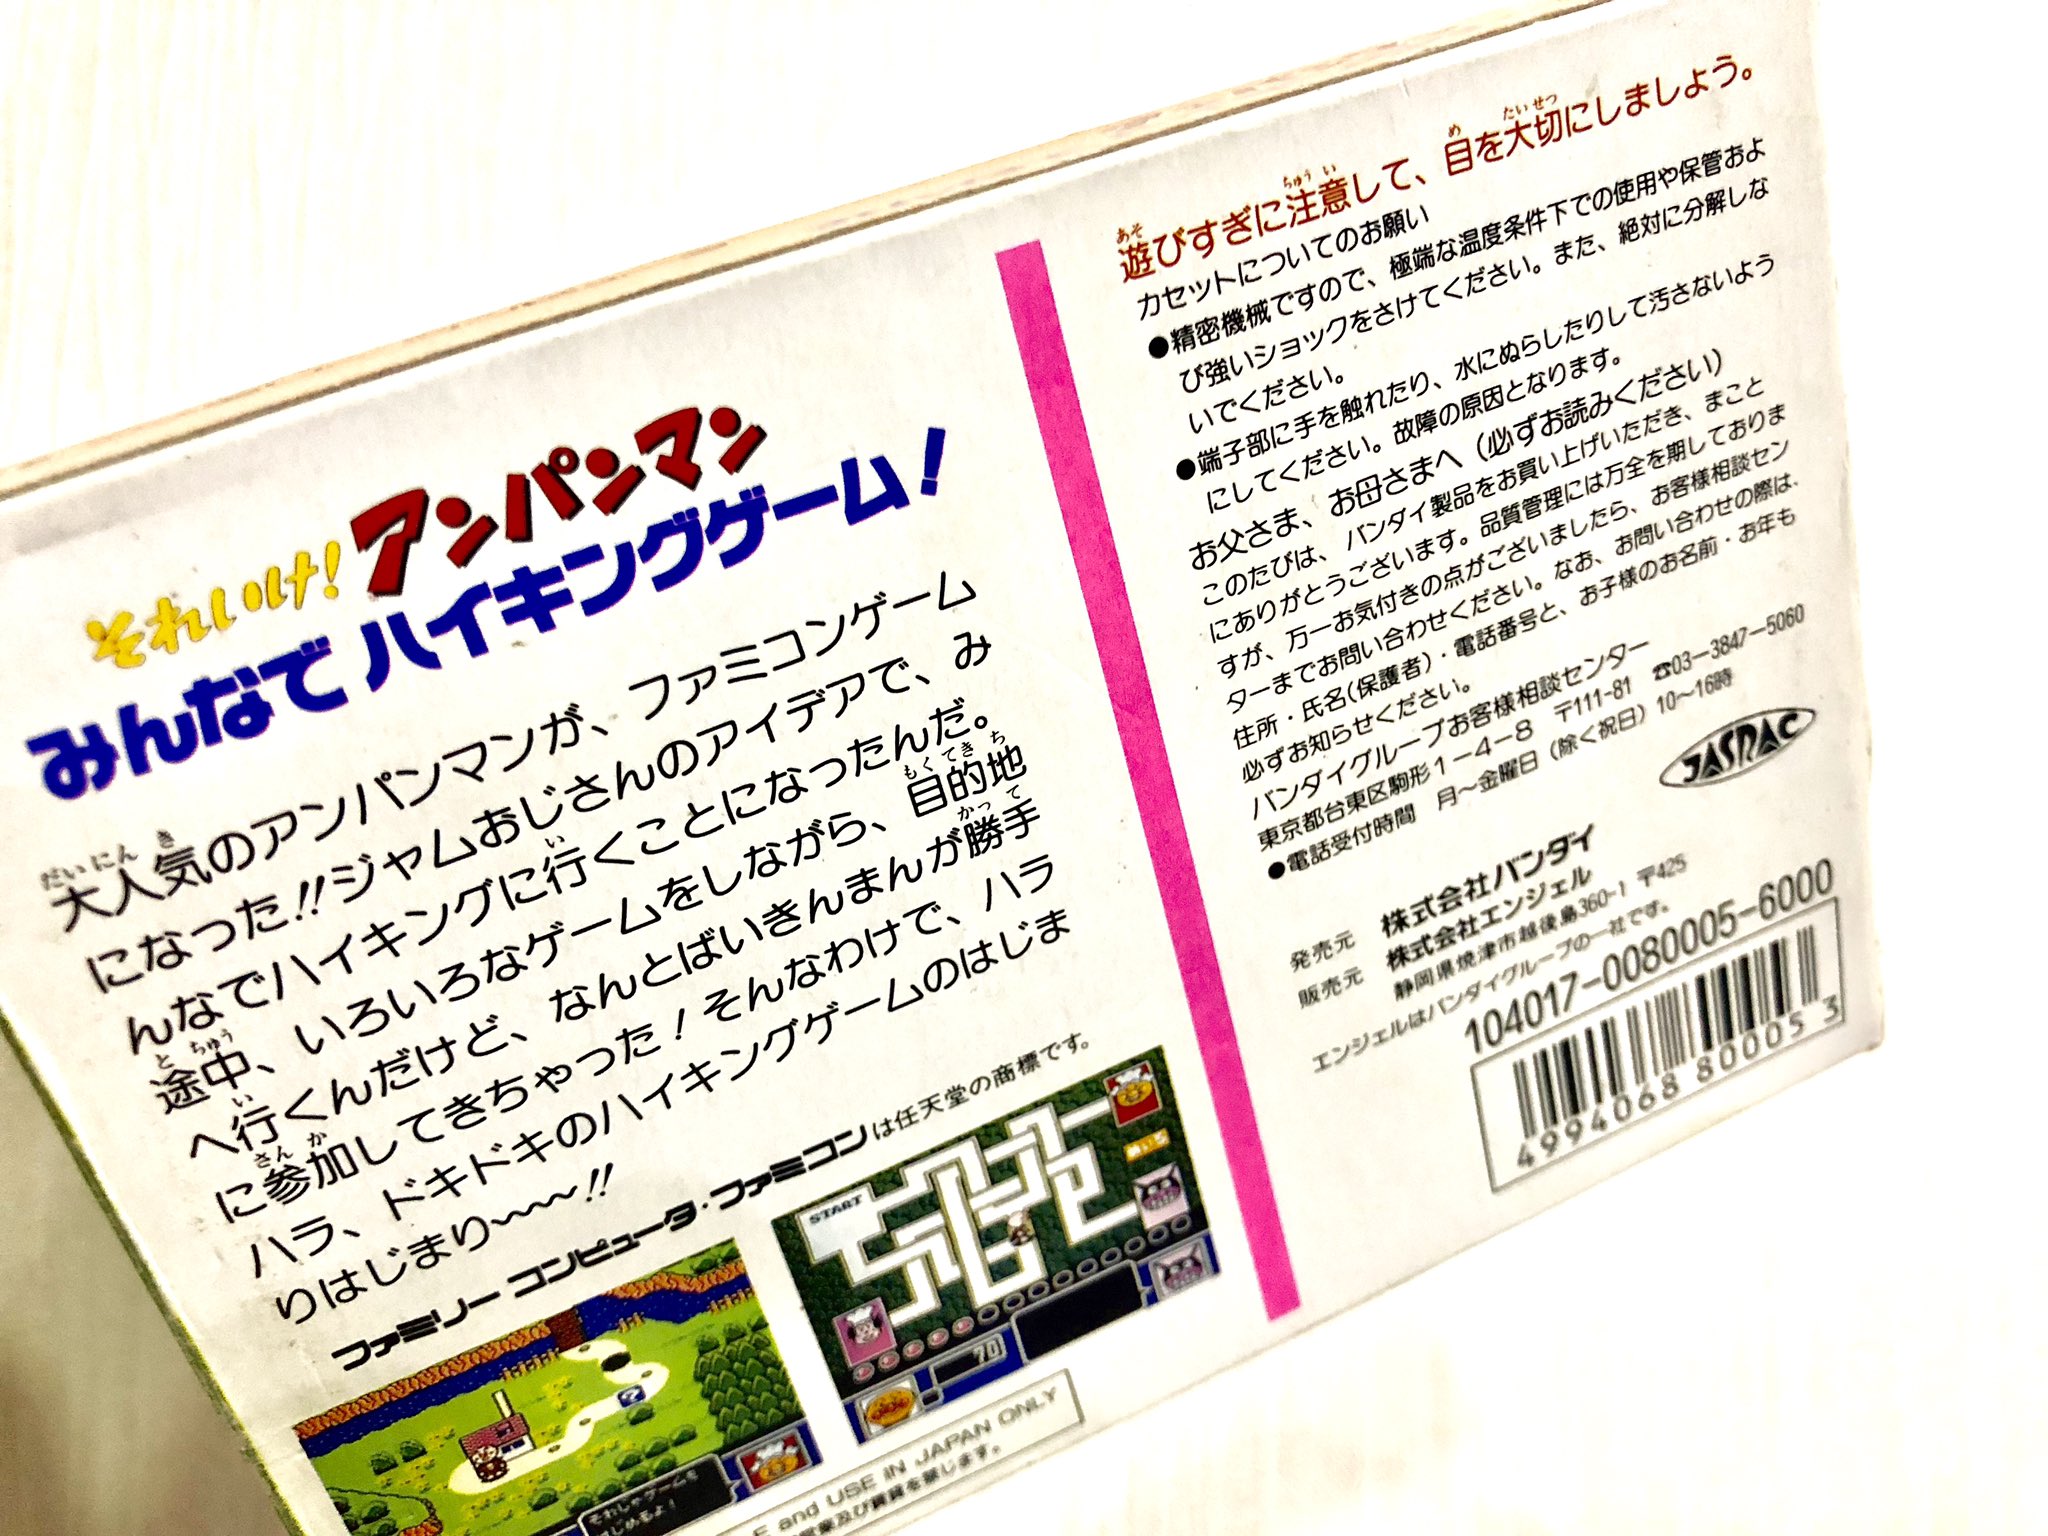 それいけ!アンパンマン
みんなでハイキングゲーム!
大人気のアンパンマンが、ファミコンゲーム
になった!!ジャムおじさんのアイデアで、み
んなでハイキングに行くことになったんだ。
途中、いろいろなゲームをしながら、目的地
へ行くんだけど、なんとばいきんまんが勝手
に参加してきちゃった!そんなわけで、ハラ
ハラ、ドキドキのハイキングゲームのはじま
りはじまり〜〜〜!!
ファミリーコンピュータ・ファミコンは任天堂の商標です。
START
70
E and USE IN JAPAN ONLY
及び賃貸を禁じます。
遊びすぎに注意して、目を大切にしましょう。
カセットについてのお願い
●精密機械ですので、極端な温度条件下での使用や保管およ
び強いショックをさけてください。また、絶対に分解しな
いでください。
●端子部に手を触れたり、水にぬらしたりして汚さないよう
にしてください。故障の原因となります。
お父さま、お母さまへ(必ずお読みください)
このたびは、バンダイ製品をお買い上げいただき、まこと
にありがとうございます。品質管理には万全を期しておりま
すが、万一お気付きの点がございましたら、お客様相談セン
ターまでお問い合わせください。なお、お問い合わせの際は、
住所・氏名(保護者)・電話番号と、お子様のお名前・お年も
必ずお知らせください。
バンダイグループお客様相談センター
東京都台東区駒形1-4-8 〒111-81 ☎03-3847-5060
●電話受付時間 月〜金曜日(除く祝日)10〜16時
JASRAC
発売元 株式会社バンダイ
販売元 株式会社エンジェル
静岡県焼津市越後島360-1 〒425
エンジェルはバンダイグループの一社です。
104017-0080005-6000
4994068800053